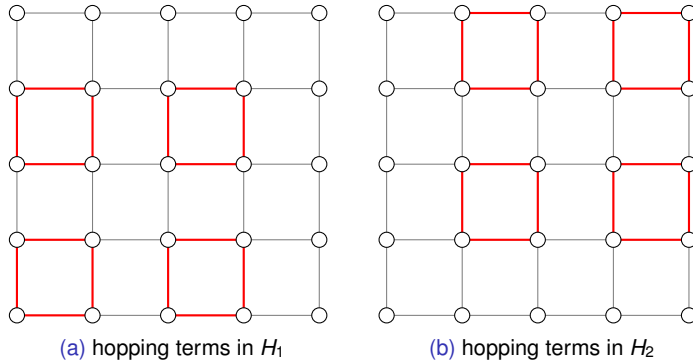 (a) hopping terms in H₁
(b) hopping terms in H₂